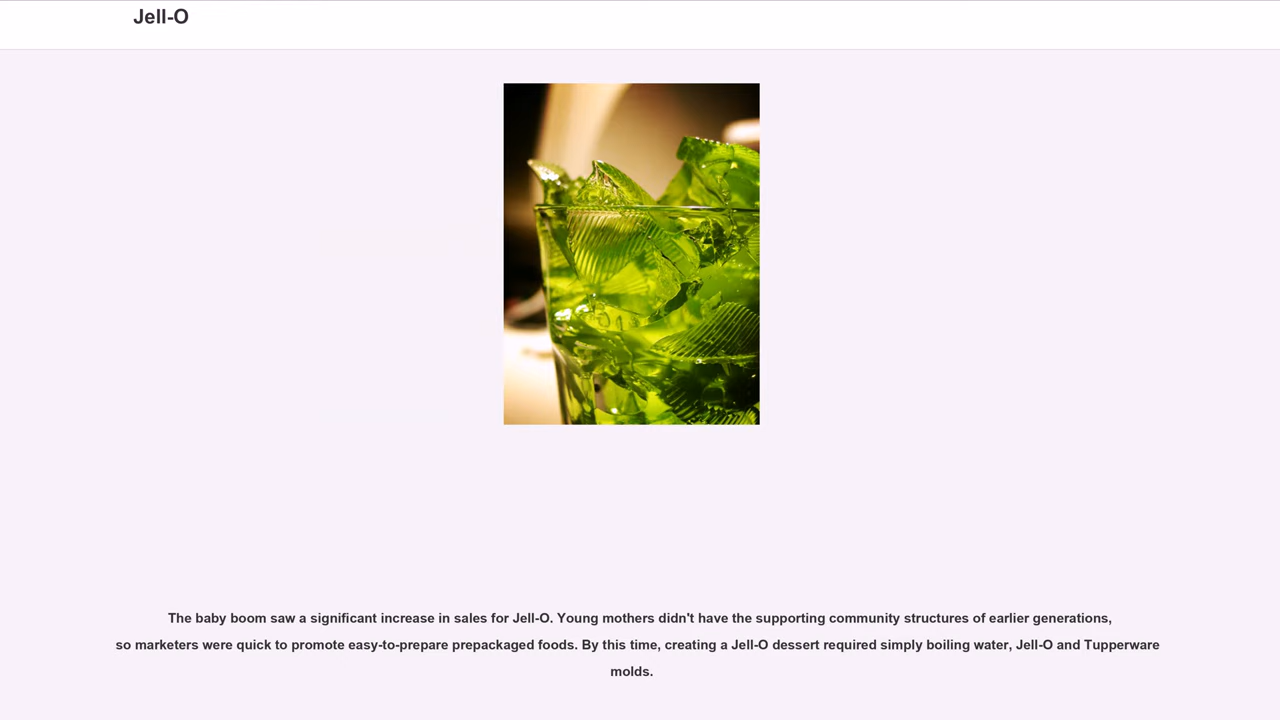 Jell-O
The baby boom saw a significant increase in sales for Jell-O. Young mothers didn't have the supporting community structures of earlier generations,
so marketers were quick to promote easy-to-prepare prepackaged foods. By this time, creating a Jell-O dessert required simply boiling water, Jell-O and Tupperware
molds.